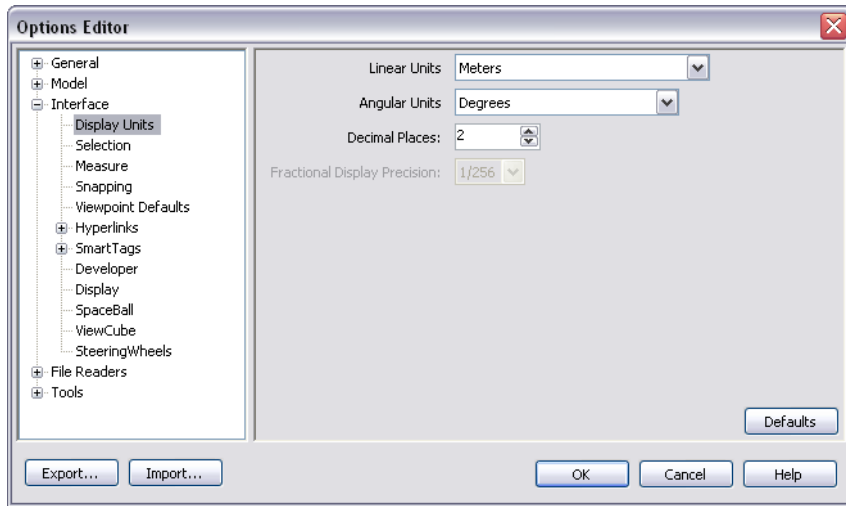 Options Editor
General
Model
Interface
Display Units
Selection
Measure
Snapping
Viewpoint Defaults
Hyperlinks
SmartTags
Developer
Display
SpaceBall
ViewCube
SteeringWheels
File Readers
Tools
Linear Units Meters
Angular Units Degrees
Decimal Places: 2
Fractional Display Precision: 1/256
Defaults
Export... Import... OK Cancel Help